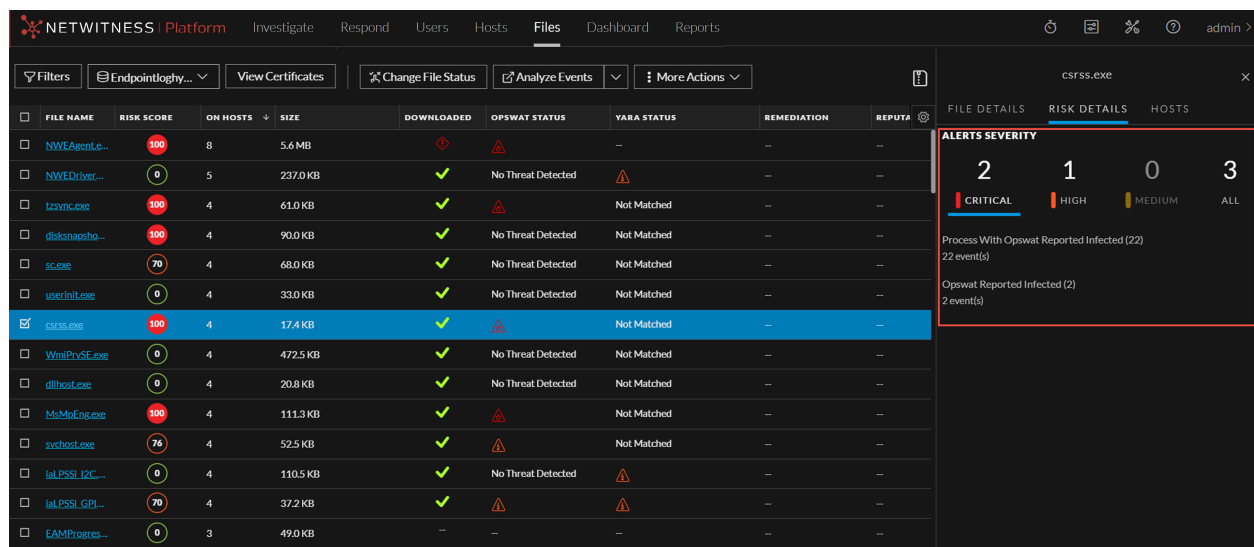 NETWITNESS | Platform Investigate Respond Users Hosts Files Dashboard Reports admin >
Filters Endpointloghy... View Certificates Change File Status Analyze Events More Actions
FILE NAME RISK SCORE ON HOSTS SIZE DOWNLOADED OPSWAT STATUS YARA STATUS REMEDIATION REPUTA
NWEAgent.e... 100 8 5.6 MB -- -- --
NWEDriver... 0 5 237.0 KB No Threat Detected -- --
tzsync.exe 100 4 61.0 KB Not Matched -- --
disksnapsho... 100 4 90.0 KB No Threat Detected Not Matched -- --
sc.exe 70 4 68.0 KB No Threat Detected Not Matched -- --
userinit.exe 0 4 33.0 KB No Threat Detected Not Matched -- --
csrss.exe 100 4 17.4 KB Not Matched -- --
WmiPrvSE.exe 0 4 472.5 KB No Threat Detected Not Matched -- --
dllhost.exe 0 4 20.8 KB No Threat Detected Not Matched -- --
MsMpEng.exe 100 4 111.3 KB Not Matched -- --
svchost.exe 76 4 52.5 KB Not Matched -- --
iaLPSSi_I2C.... 0 4 110.5 KB No Threat Detected -- --
iaLPSSi_GPI... 70 4 37.2 KB -- --
EAMProgres... 0 3 49.0 KB -- -- -- -- --
csrss.exe ×
FILE DETAILS RISK DETAILS HOSTS
ALERTS SEVERITY
2 1 0 3
CRITICAL HIGH MEDIUM ALL
Process With Opswat Reported Infected (22)
22 event(s)
Opswat Reported Infected (2)
2 event(s)